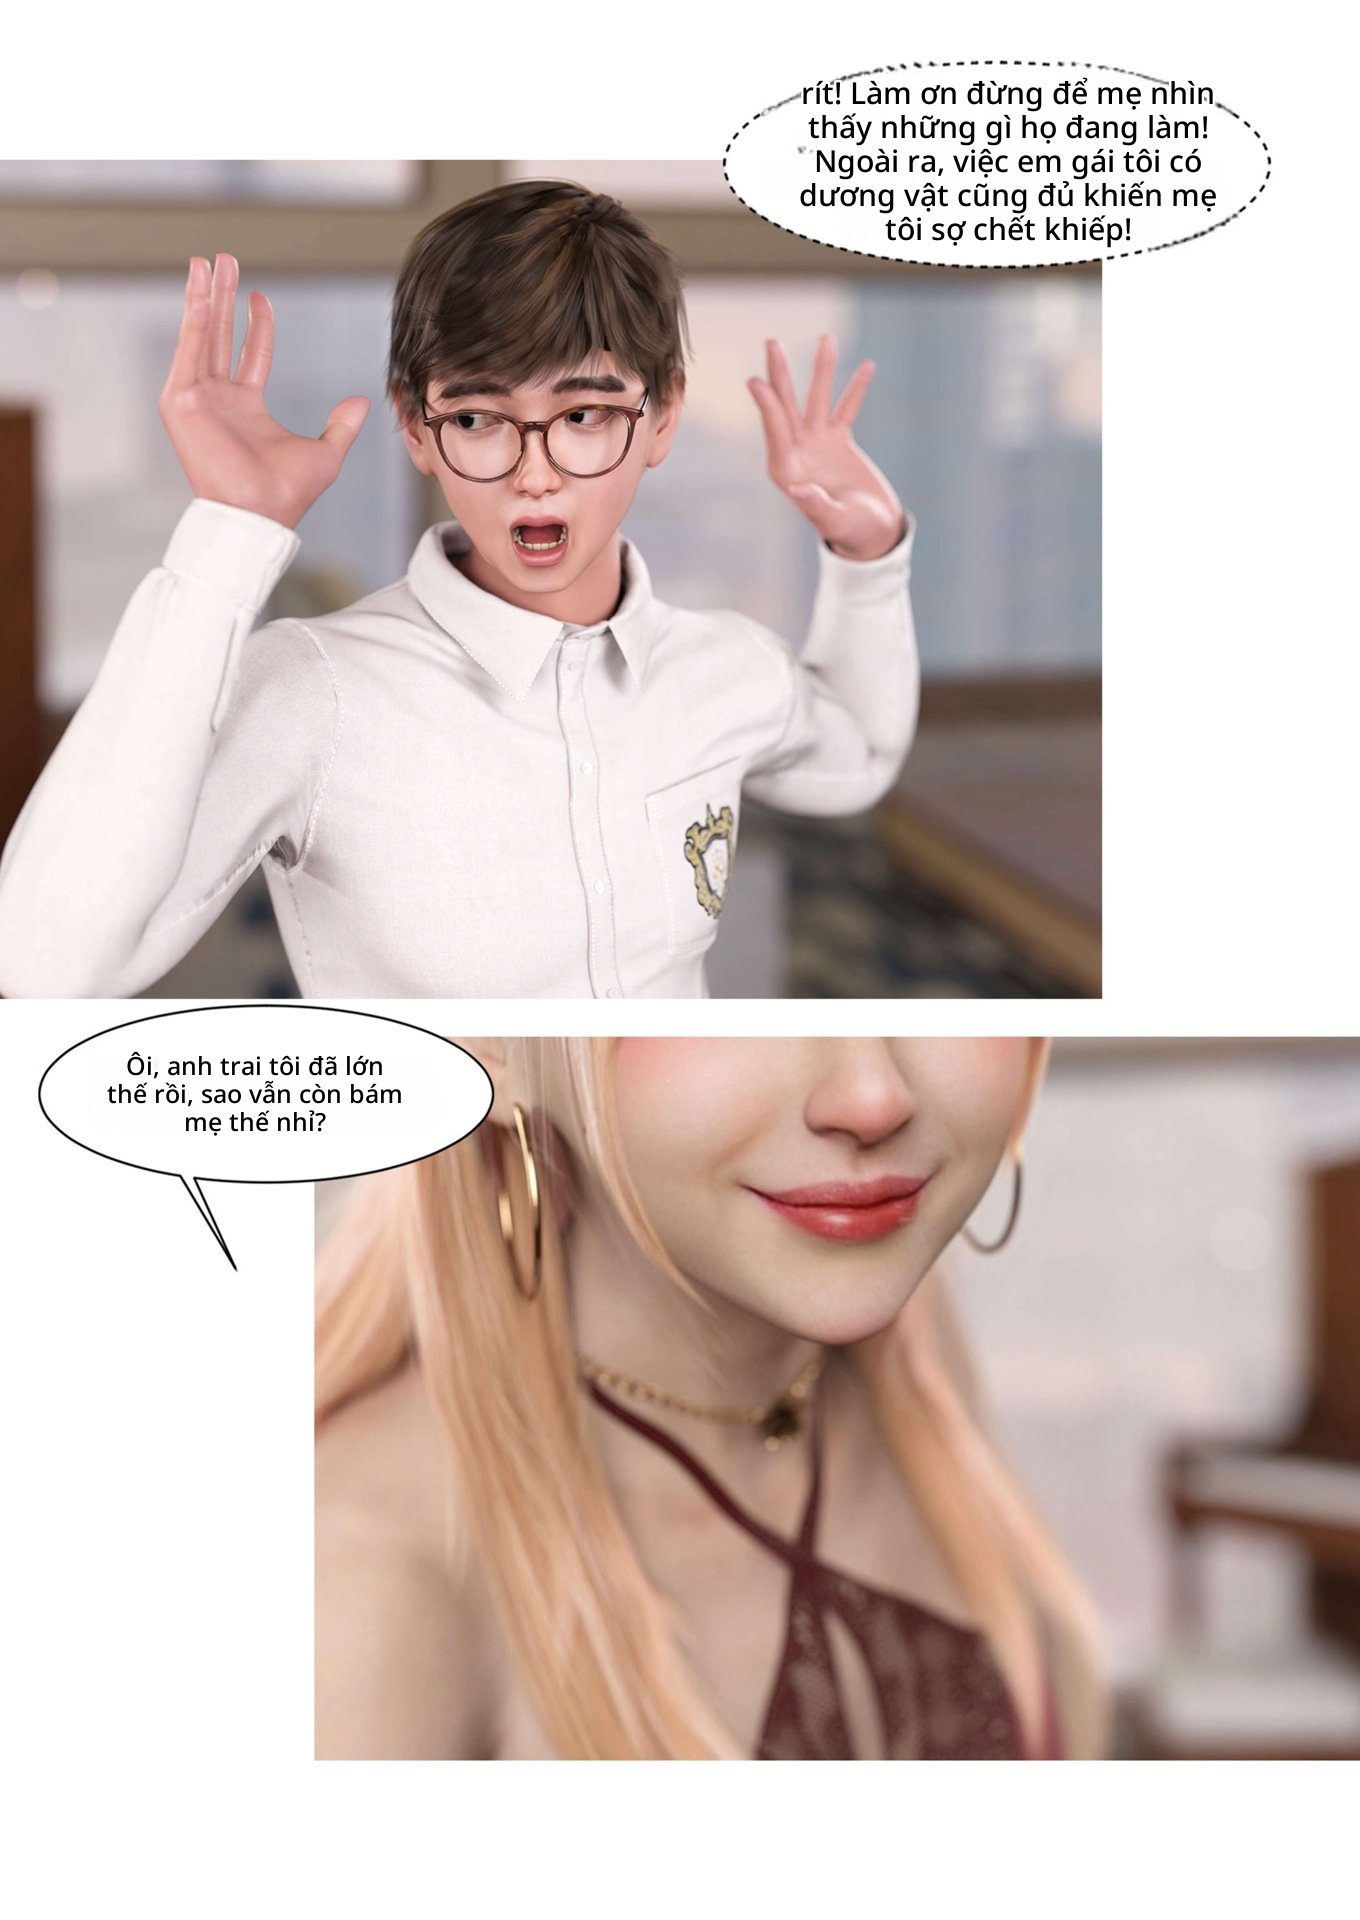 rít! Làm ơn đừng để mẹ nhìn
thấy những gì họ đang làm!
Ngoài ra, việc em gái tôi có
dương vật cũng đủ khiến mẹ
tôi sợ chết khiếp!
Ôi, anh trai tôi đã lớn
thế rồi, sao vẫn còn bám
mẹ thế nhỉ?